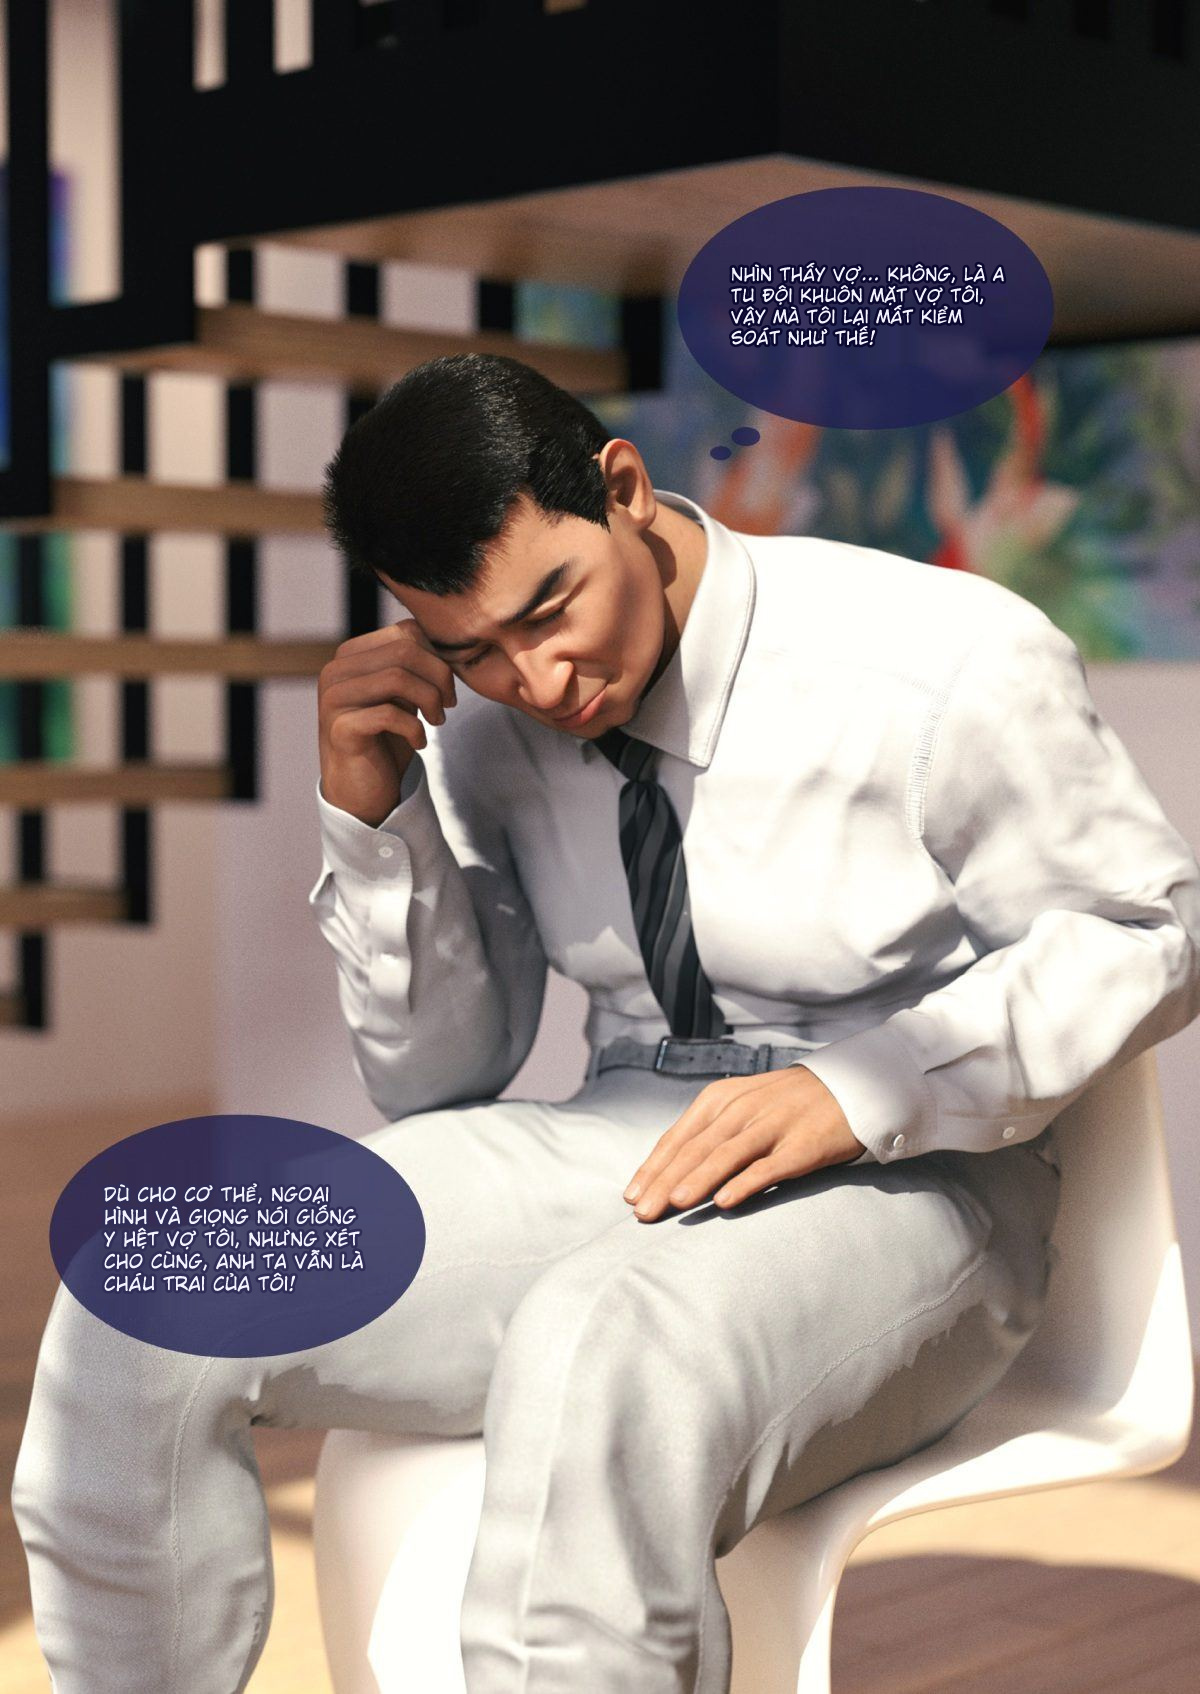 NHÌN THẤY VỢ... KHÔNG, LÀ A
TU ĐỘI KHUÔN MẶT VỢ TÔI,
VẬY MÀ TÔI LẠI MẤT KIỂM
SOÁT NHƯ THẾ!
DÙ CHO CƠ THỂ, NGOẠI
HÌNH VÀ GIỌNG NÓI GIỐNG
Y HỆT VỢ TÔI, NHƯNG XÉT
CHO CÙNG, ANH TA VẪN LÀ
CHÁU TRAI CỦA TÔI!